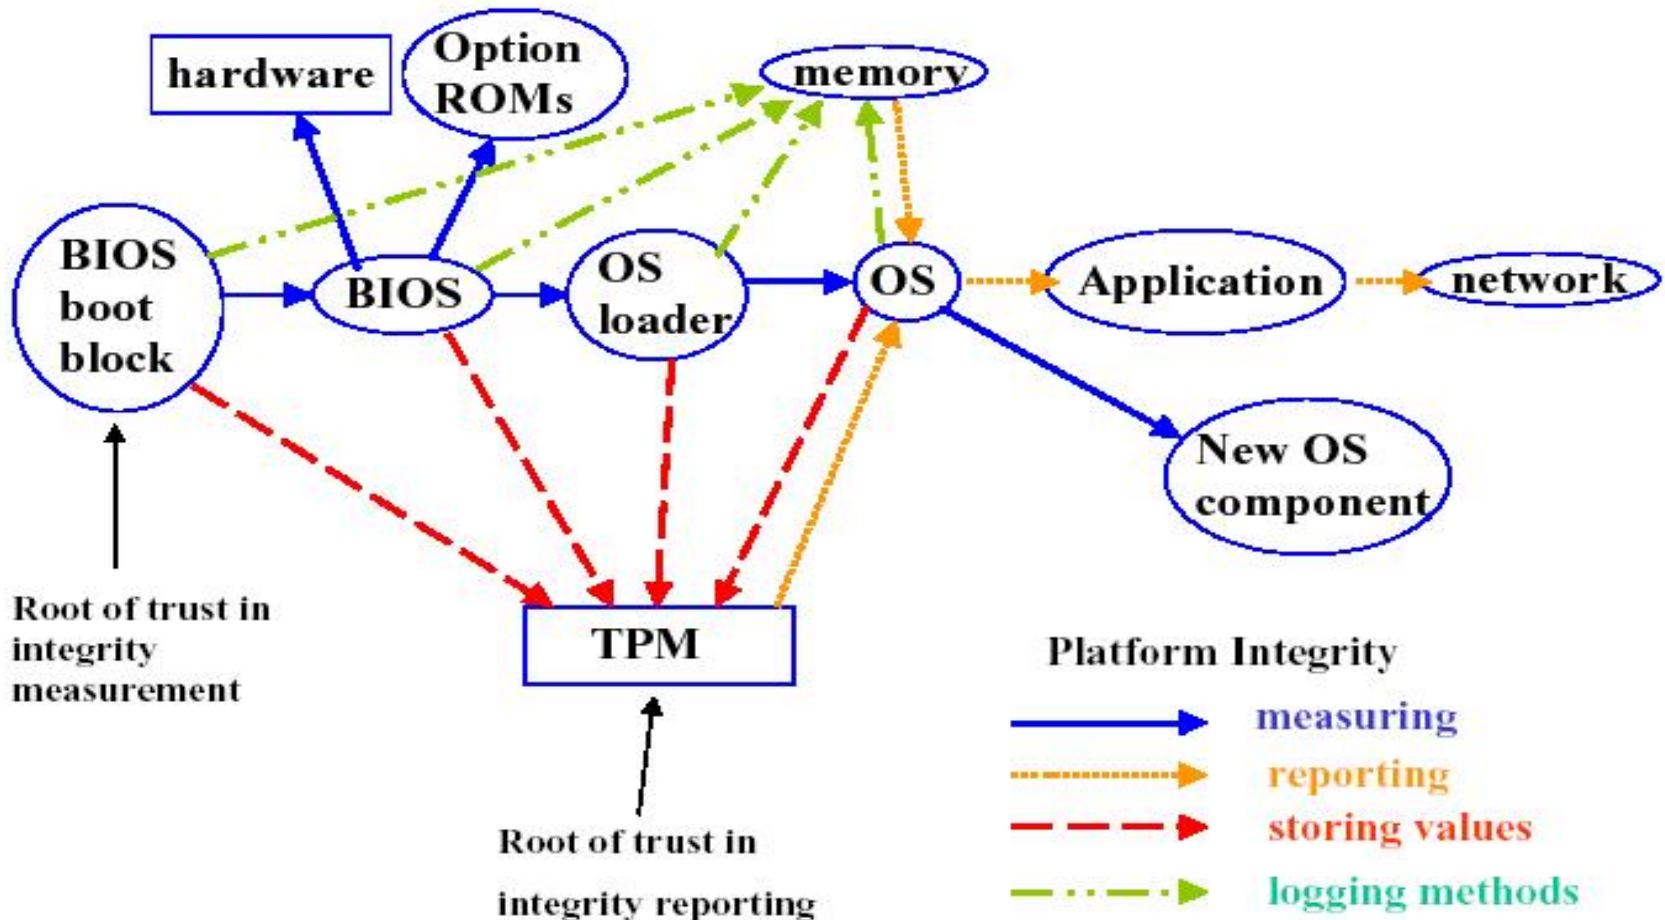 hardware
Option
ROMs
memory
BIOS
boot
block
BIOS
OS
loader
OS
Application
network
New OS
component
Root of trust in
integrity
measurement
TPM
Root of trust in
integrity reporting
Platform Integrity
measuring
reporting
storing values
logging methods